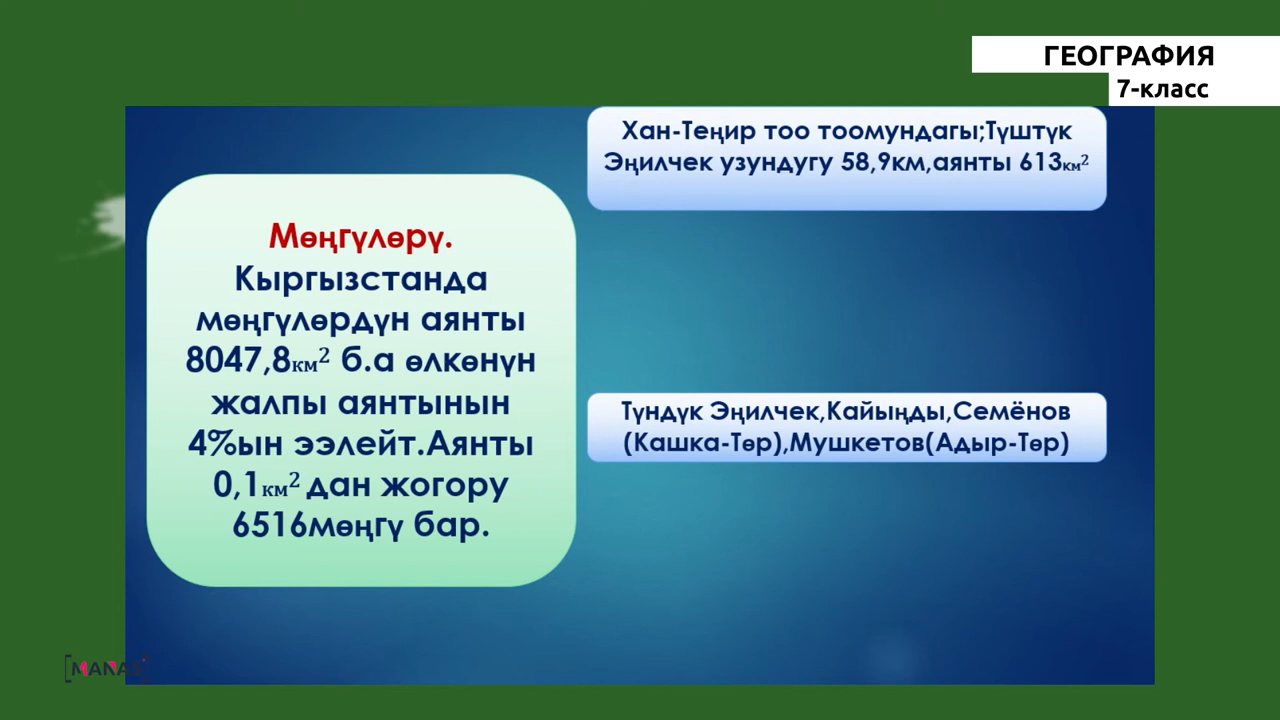 ГЕОГРАФИЯ
7-класс
Хан-Теңир тоо тоомундагы;Түштүк
Эңилчек узундугу 58,9км,аянты 613км²
Мөңгүлөрү.
Кыргызстанда
мөңгүлөрдүн аянты
8047,8км² б.а өлкөнүн
жалпы аянтынын
4%ын ээлейт.Аянты
0,1км² дан жогору
6516мөңгү бар.
Түндүк Эңилчек,Кайыңды,Семёнов
(Кашка-Төр),Мушкетов(Адыр-Төр)
MANAS